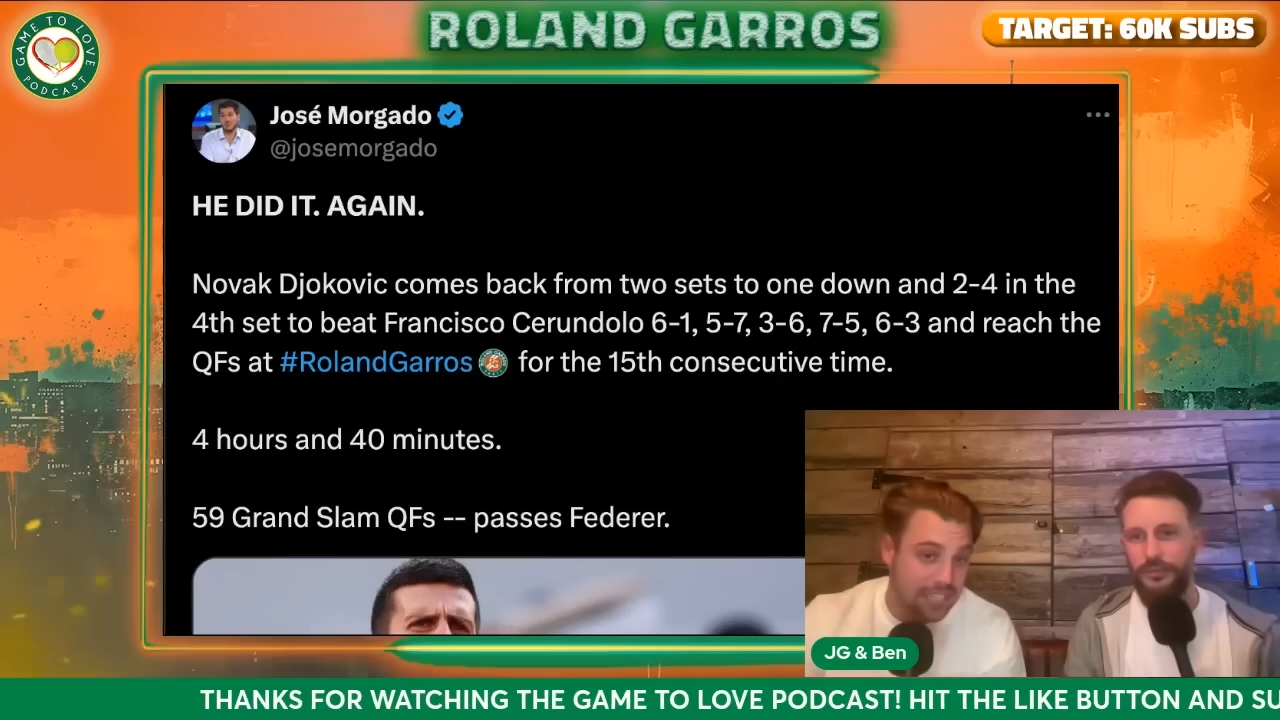 GAME TO LOVE
PODCAST
ROLAND GARROS
TARGET: 60K SUBS
José Morgado
@josemorgado
HE DID IT. AGAIN.
Novak Djokovic comes back from two sets to one down and 2-4 in the
4th set to beat Francisco Cerundolo 6-1, 5-7, 3-6, 7-5, 6-3 and reach the
QFs at #RolandGarros for the 15th consecutive time.
4 hours and 40 minutes.
59 Grand Slam QFs -- passes Federer.
JG & Ben
THANKS FOR WATCHING THE GAME TO LOVE PODCAST! HIT THE LIKE BUTTON AND SU